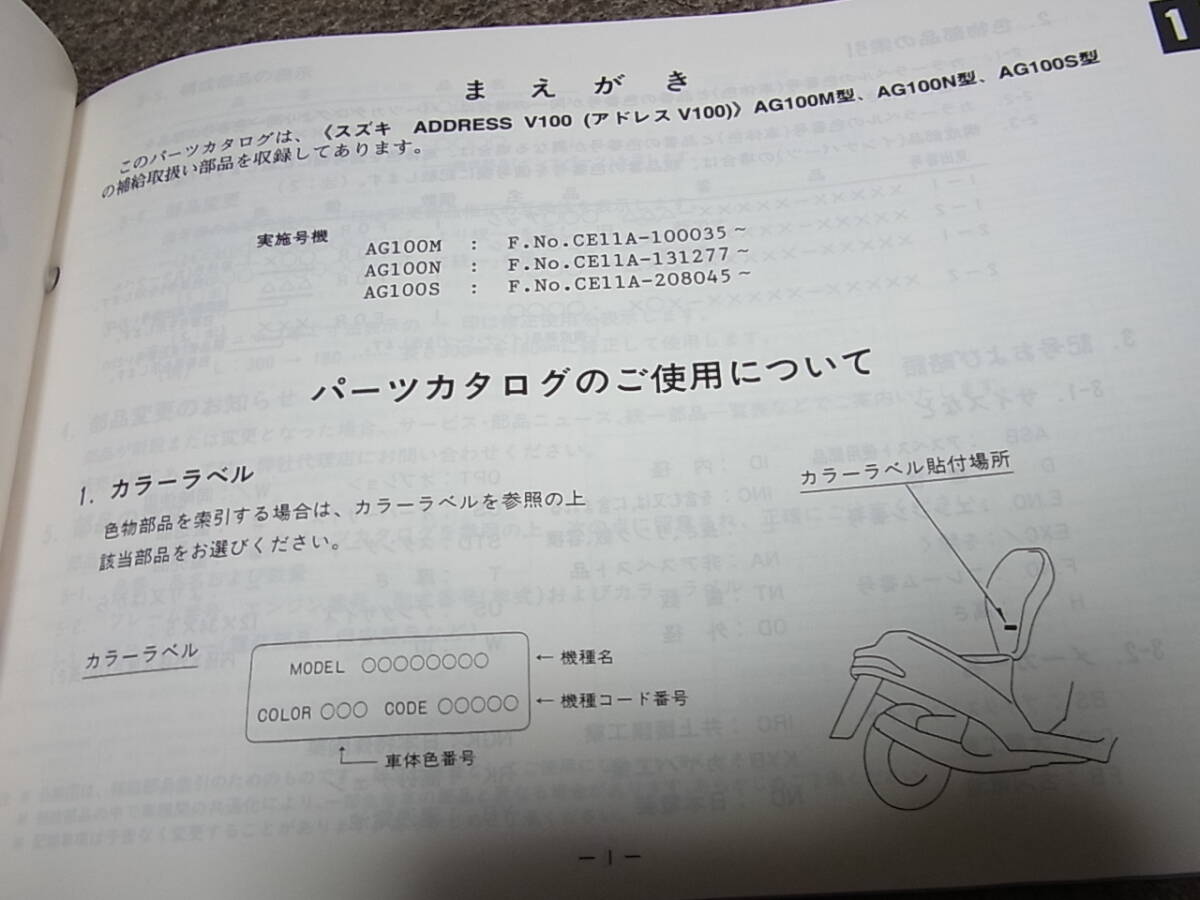 1
まえがき
このパーツカタログは、《スズキ ADDRESS V100 (アドレス V100)》AG100M型、AG100N型、AG100S型
の補給取扱い部品を収録してあります。
実施号機
AG100M : F.No.CE11A-100035～
AG100N : F.No.CE11A-131277～
AG100S : F.No.CE11A-208045～
パーツカタログのご使用について
1. カラーラベル
色物部品を索引する場合は、カラーラベルを参照の上
該当部品をお選びください。
カラーラベル貼付場所
カラーラベル
MODEL ○○○○○○○○ ←機種名
COLOR ○○○ CODE ○○○○○ ←機種コード番号
車体色番号
— 1 —